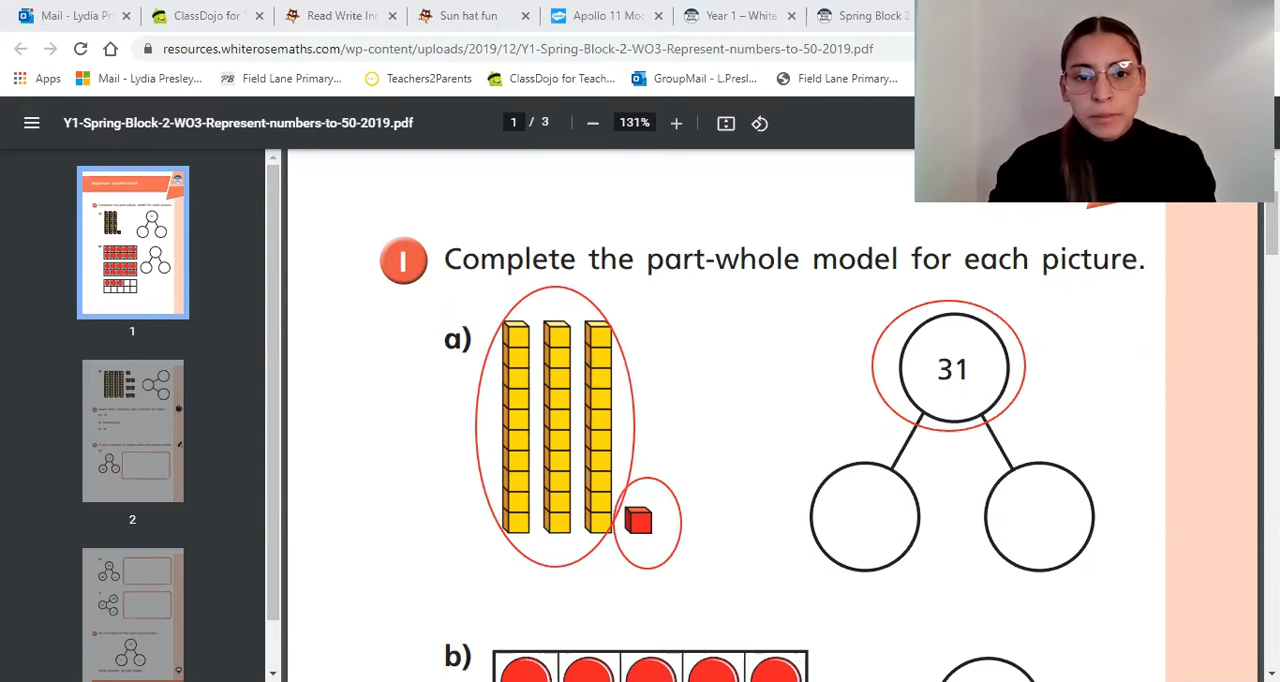 Mail - Lydia Pr
ClassDojo for
Read Write In
Sun hat fun
Apollo 11 Mo
Year 1 – White
Spring Block 2
resources.whiterosemaths.com/wp-content/uploads/2019/12/Y1-Spring-Block-2-WO3-Represent-numbers-to-50-2019.pdf
Apps
Mail - Lydia Presley...
Field Lane Primary...
Teachers2Parents
ClassDojo for Teach...
GroupMail - L.Presl...
Field Lane Primary...
Y1-Spring-Block-2-WO3-Represent-numbers-to-50-2019.pdf
1 / 3
131%
1
2
1 Complete the part-whole model for each picture.
a)
31
b)